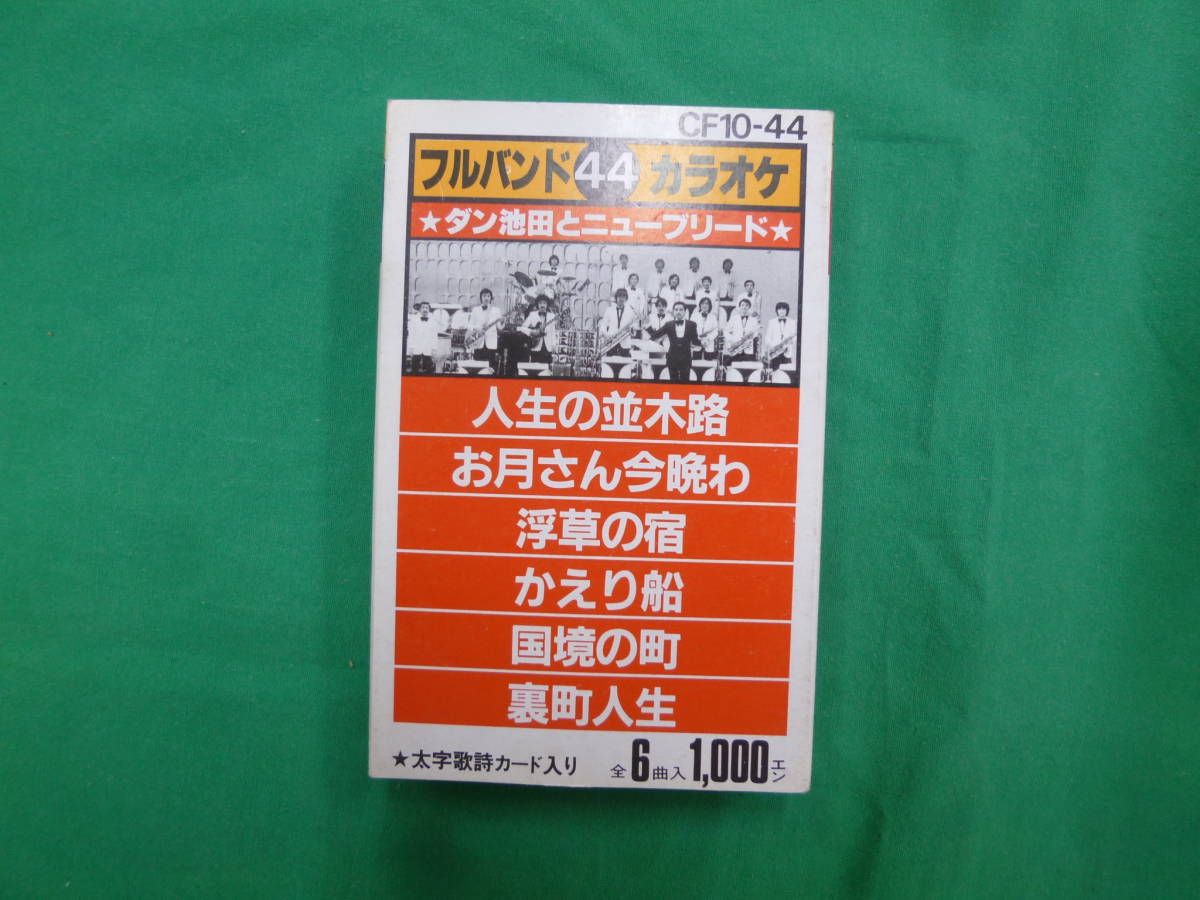 CF10-44
フルバンド44カラオケ
★ダン池田とニューブリード★
人生の並木路
お月さん今晩わ
浮草の宿
かえり船
国境の町
裏町人生
★太字歌詩カード入り 全6曲入1,000エン